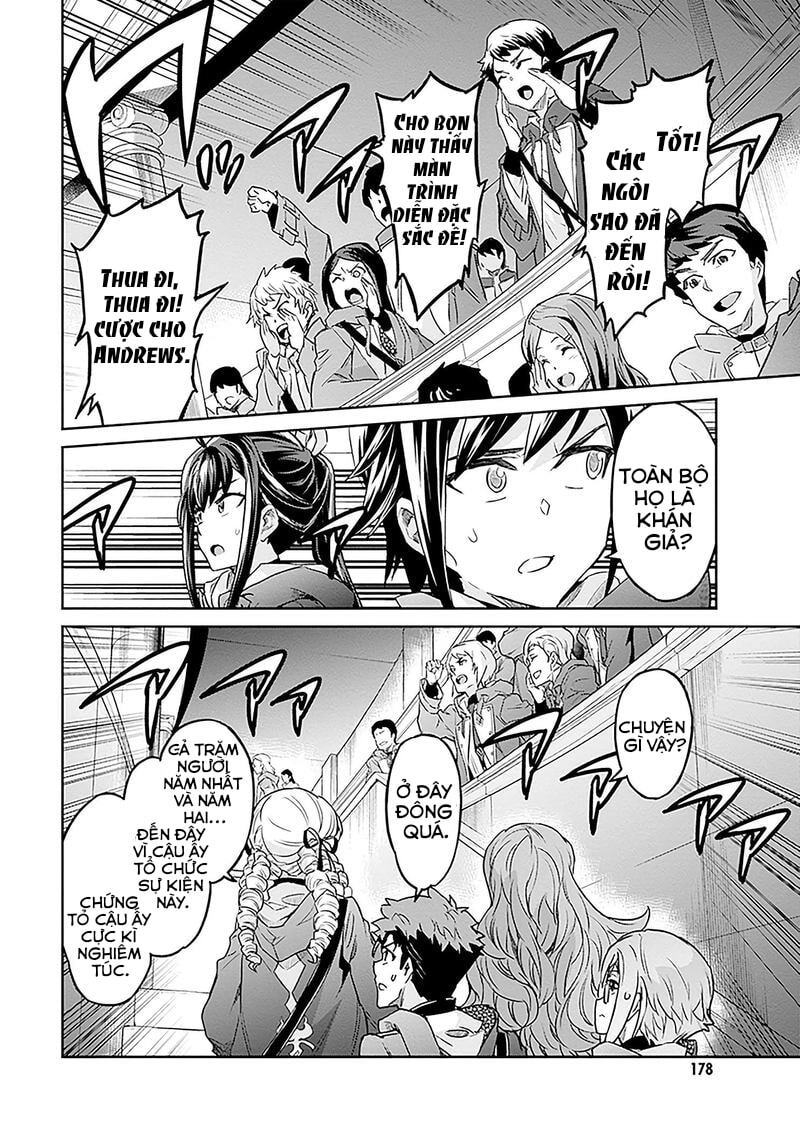 Tốt!
Các
ngôi
sao đã
đến
rồi!
Cho bọn
này thấy
màn
trình
diễn đặc
sắc đê!
Thua đi,
thua đi!
cược cho
Andrews.
Toàn bộ
họ là
khán
giả?
Chuyện
gì vậy?
Ở đây
đông
quá.
Cả trăm
người
năm nhất
và năm
hai...
đến đây
vì cậu ấy
tổ chức
sự kiện
này.
Chứng
tỏ cậu ấy
cực kì
nghiêm
túc.
178